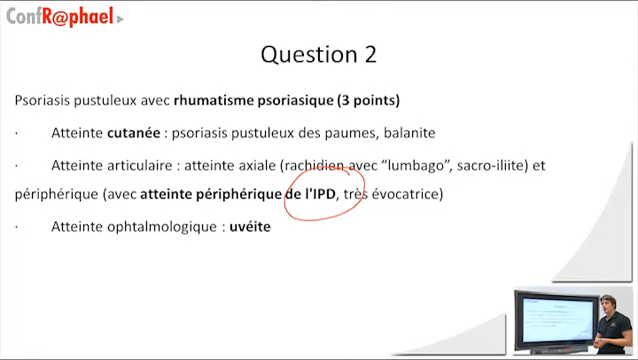 ConfR@phael
Question 2
Psoriasis pustuleux avec rhumatisme psoriasique (3 points)
· Atteinte cutanée : psoriasis pustuleux des paumes, balanite
· Atteinte articulaire : atteinte axiale (rachidien avec “lumbago”, sacro-iliite) et
périphérique (avec atteinte périphérique de l'IPD, très évocatrice)
· Atteinte ophtalmologique : uvéite